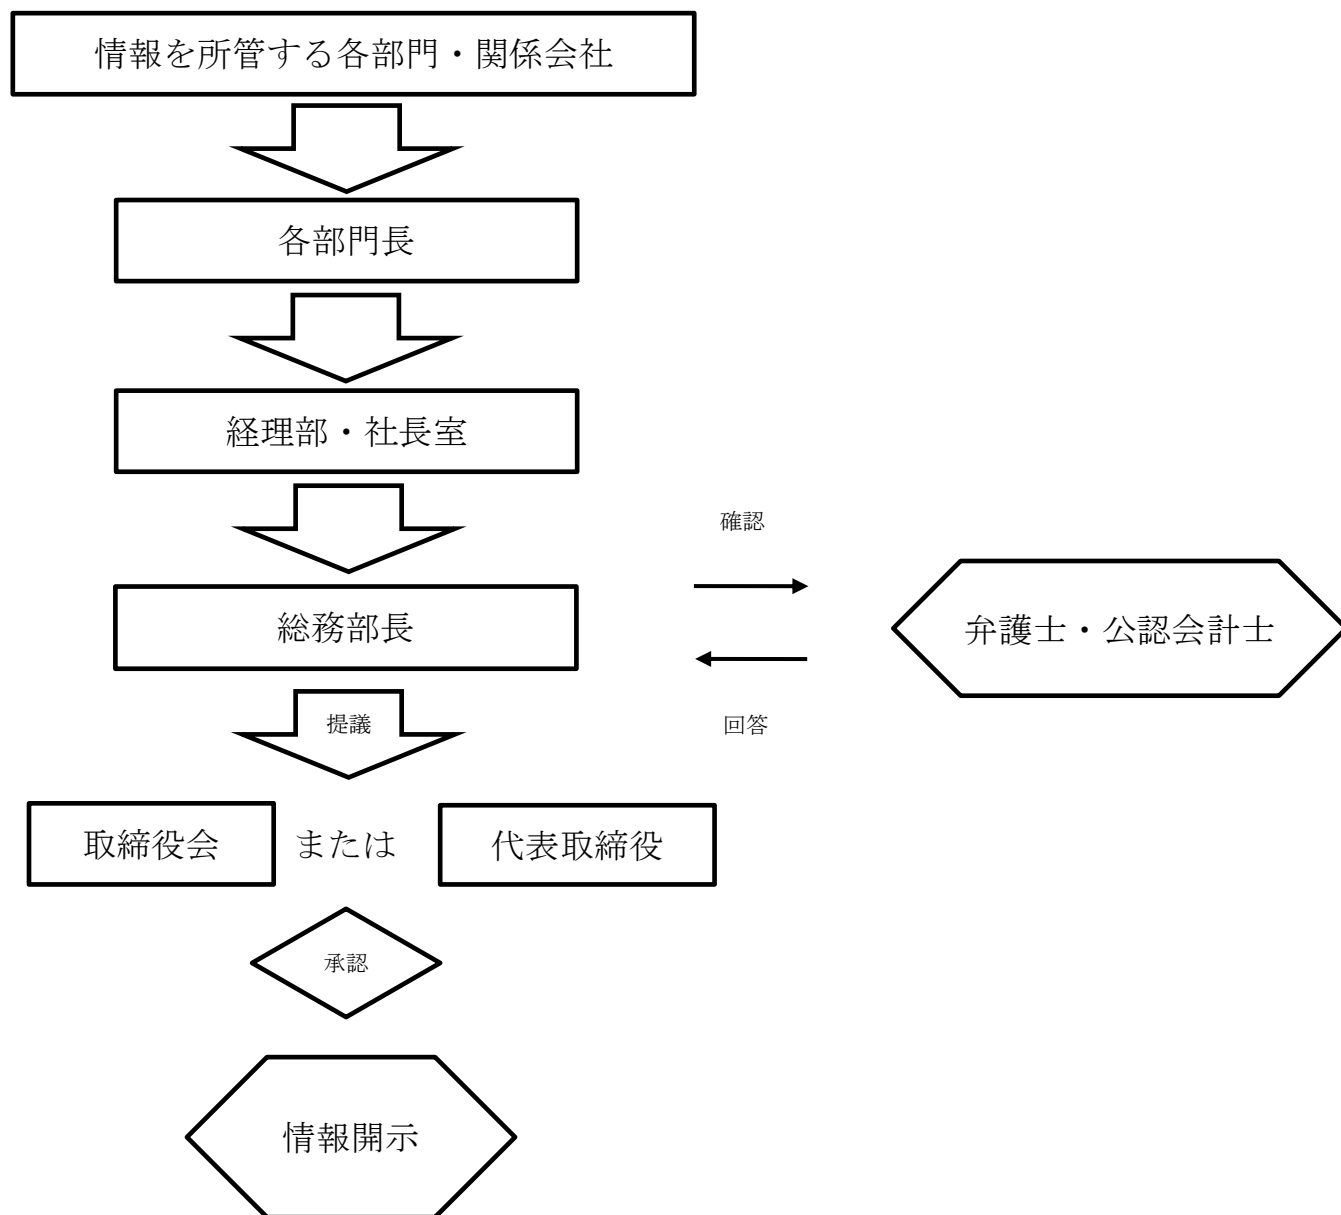 情報を所管する各部門・関係会社
各部門長
経理部・社長室
確認
総務部長
弁護士・公認会計士
提議
回答
取締役会 または 代表取締役
承認
情報開示